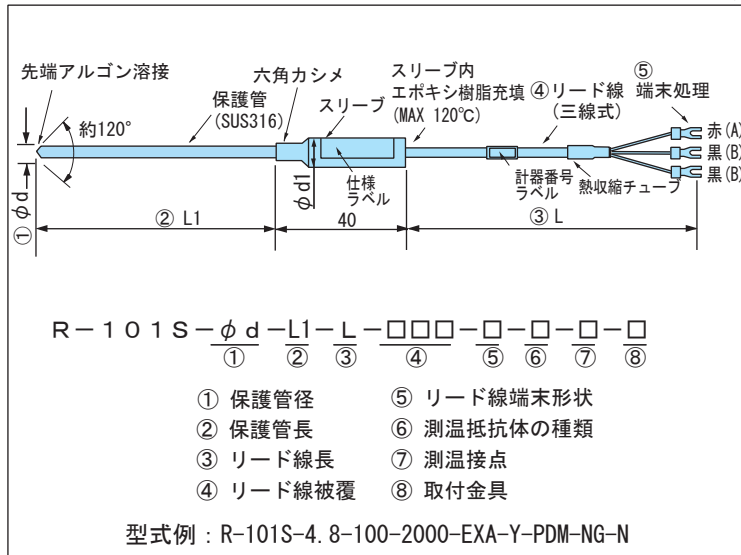 先端アルゴン溶接
約120°
保護管
(SUS316)
六角カシメ
スリーブ
スリーブ内
エポキシ樹脂充填
(MAX 120℃)
④リード線
(三線式)
⑤
端末処理
赤(A)
黒(B)
黒(B)
① φd
φd1
仕様
ラベル
計器番号
ラベル
熱収縮チューブ
② L1
40
③ L
R-101S-φd-L1-L-□□□-□-□-□-□
① ② ③ ④ ⑤ ⑥ ⑦ ⑧
① 保護管径
② 保護管長
③ リード線長
④ リード線被覆
⑤ リード線端末形状
⑥ 測温抵抗体の種類
⑦ 測温接点
⑧ 取付金具
型式例：R-101S-4.8-100-2000-EXA-Y-PDM-NG-N